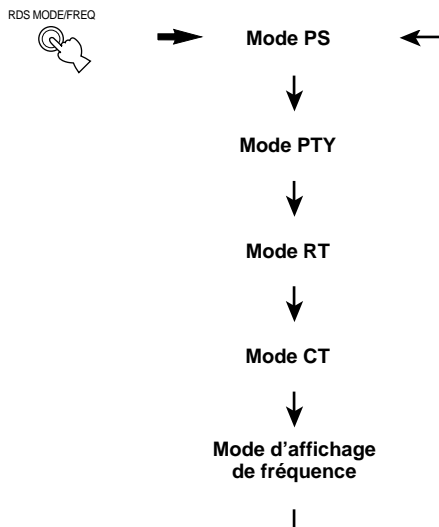 RDS MODE/FREQ
Mode PS
Mode PTY
Mode RT
Mode CT
Mode d’affichage
de fréquence